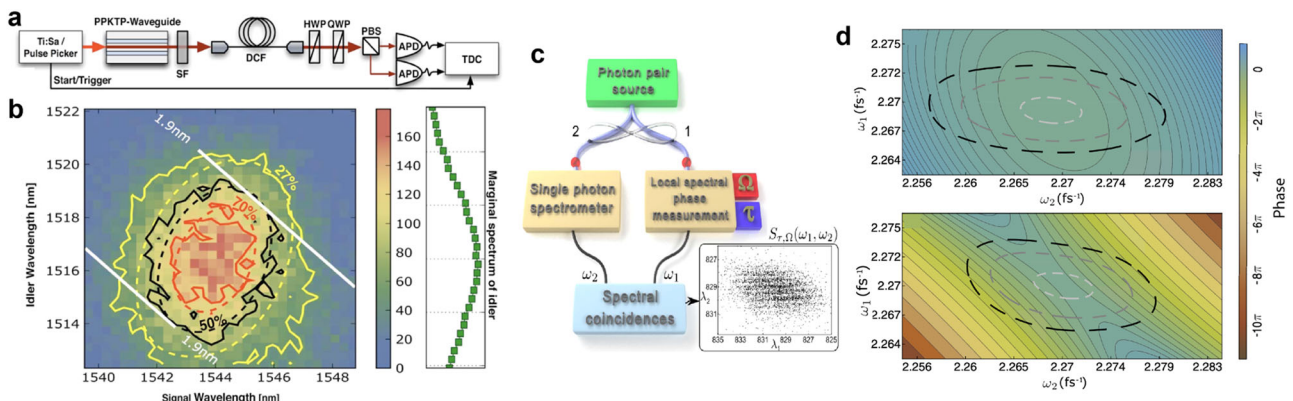 a
PPKTP-Waveguide
Ti:Sa /
Pulse Picker
SF
DCF
HWP QWP
PBS
APD
APD
TDC
Start/Trigger
b
1522
1520
1518
1516
1514
Idler Wavelength [nm]
1540 1542 1544 1546 1548
Signal Wavelength [nm]
1.9nm
27%
70%
50%
1.9nm
160
140
120
100
80
60
40
20
0
Marginal spectrum of idler
c
Photon pair
source
2 1
Single photon
spectrometer
Local spectral
phase
measurement
Ω
τ
ω₂ ω₁
Spectral
coincidences
Sτ,Ω(ω₁,ω₂)
827
829
831
λ₂
835 833 831 829 827 825
λ₁
d
2.275
2.272
2.27
2.267
2.264
ω₁ (fs⁻¹)
2.256 2.26 2.265 2.27 2.274 2.279 2.283
ω₂ (fs⁻¹)
2.275
2.272
2.27
2.267
2.264
ω₁ (fs⁻¹)
2.256 2.26 2.265 2.27 2.274 2.279 2.283
ω₂ (fs⁻¹)
Phase
0
-2π
-4π
-6π
-8π
-10π